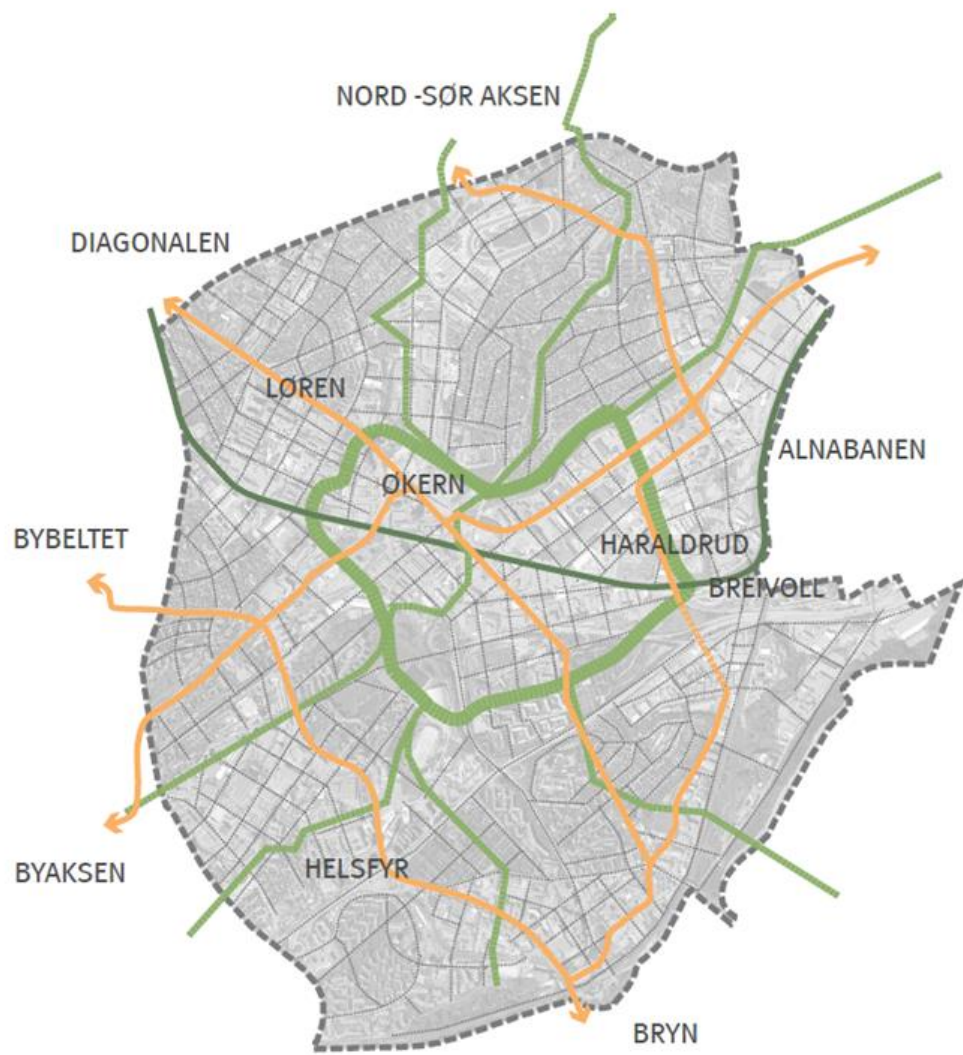 NORD -SØR AKSEN
DIAGONALEN
LØREN
ALNABANEN
ØKERN
BYBELTET
HARALDRUD
BREIVOLL
BYAKSEN
HELSFYR
BRYN